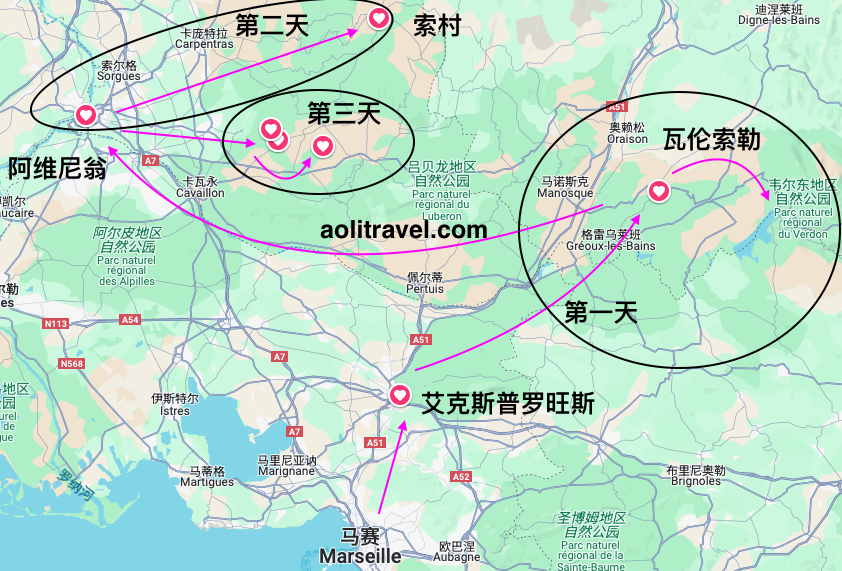 第二天
索村
迪涅莱班
Digne-les-Bains
卡庞特拉
Carpentras
索尔格
Sorgues
第三天
A51
奥赖松
Oraison
瓦伦索勒
阿维尼翁
A7
卡瓦永
Cavaillon
吕贝龙地区
自然公园
Parc naturel
régional du
Luberon
马诺斯克
Manosque
韦尔东地区
自然公园
Parc naturel
régional
du Verdon
博凯尔
ucaire
阿尔皮地区
自然公园
Parc naturel
régional
des Alpilles
aolitravel.com
格雷乌莱班
Gréoux-les-Bains
佩尔蒂
Pertuis
尔勒
es
N113
A54
第一天
A51
A7
N568
地区
公园
urel
de
gue
伊斯特尔
Istres
艾克斯普罗旺斯
A7
A51
马里尼亚讷
Marignane
A52
马蒂格
Martigues
布里尼奥勒
Brignoles
罗纳河
圣博姆地区
自然公园
Parc naturel
régional de la
Sainte-Baume
马赛
Marseille
欧巴涅
Aubagne